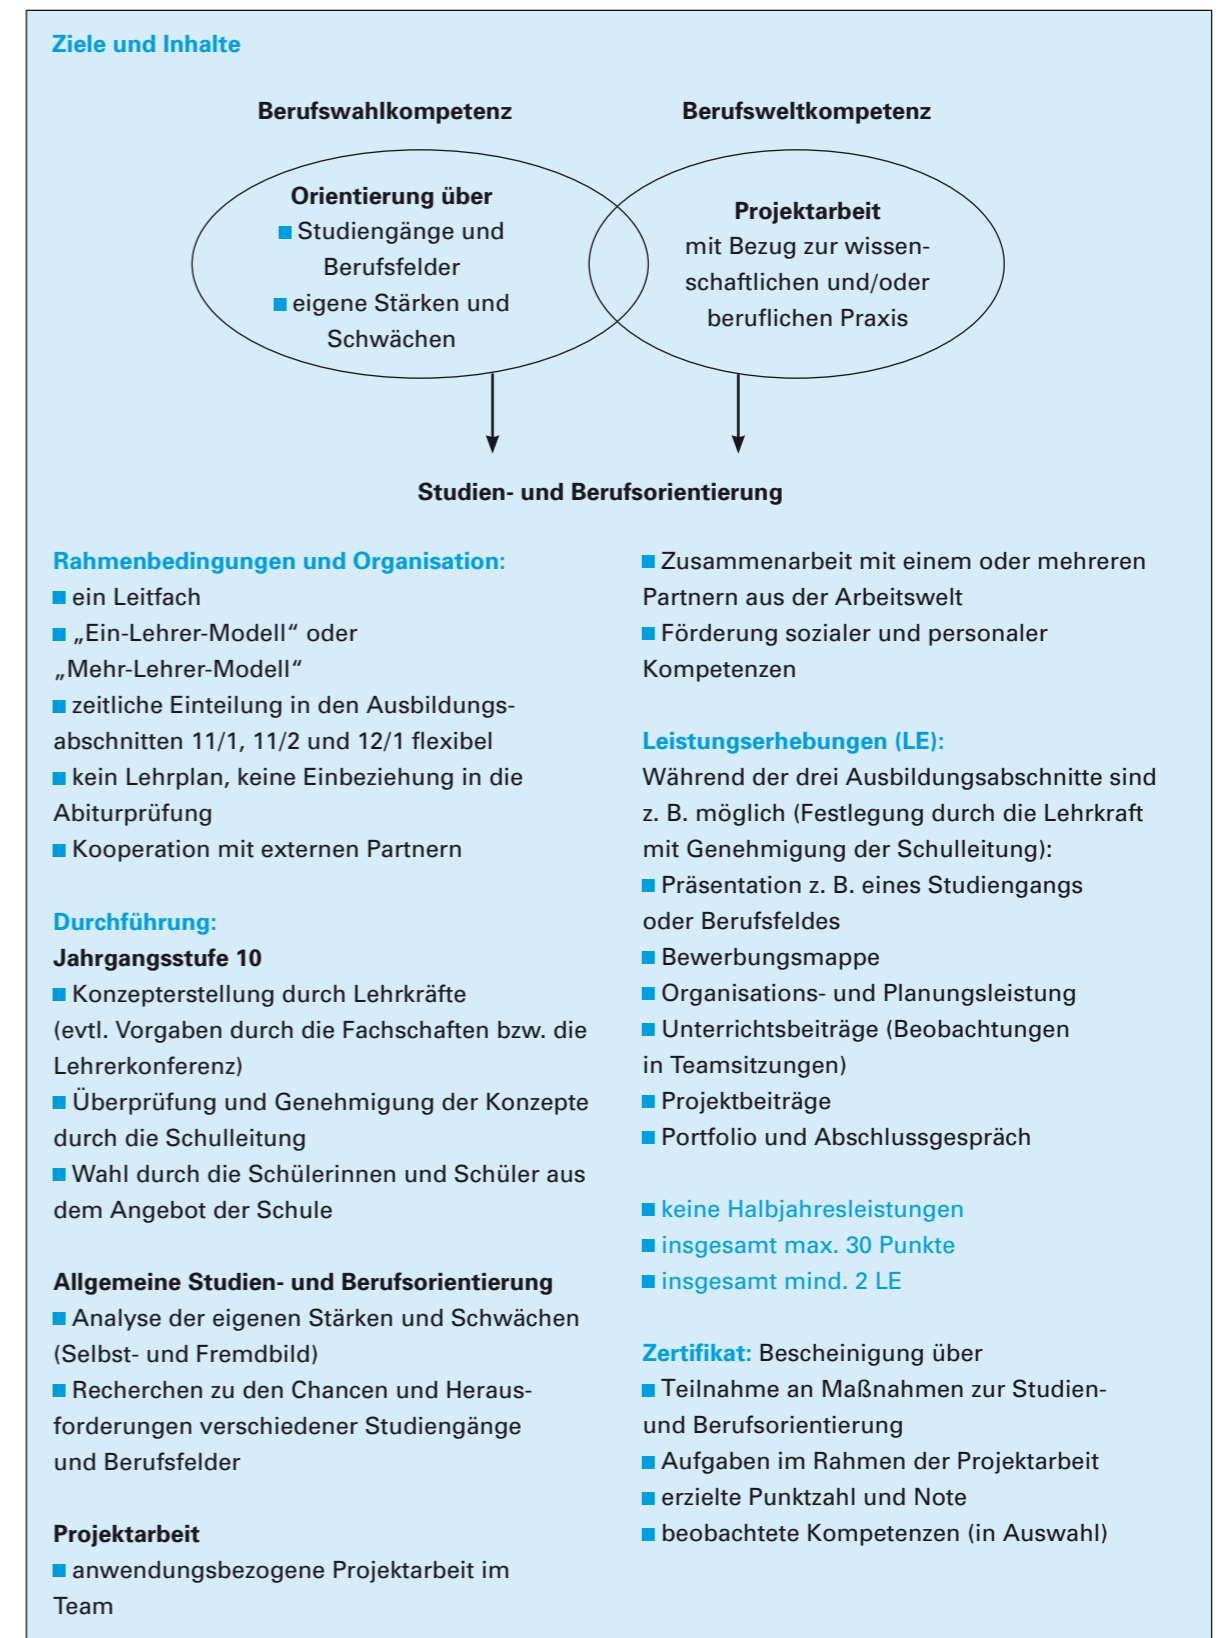 Ziele und Inhalte
Berufswahlkompetenz
Berufsweltkompetenz
Orientierung über
■ Studiengänge und
Berufsfelder
■ eigene Stärken und
Schwächen
Projektarbeit
mit Bezug zur wissen-
schaftlichen und/oder
beruflichen Praxis
Studien- und Berufsorientierung
Rahmenbedingungen und Organisation:
■ ein Leitfach
■ „Ein-Lehrer-Modell“ oder
„Mehr-Lehrer-Modell“
■ zeitliche Einteilung in den Ausbildungs-
abschnitten 11/1, 11/2 und 12/1 flexibel
■ kein Lehrplan, keine Einbeziehung in die
Abiturprüfung
■ Kooperation mit externen Partnern
Durchführung:
Jahrgangsstufe 10
■ Konzepterstellung durch Lehrkräfte
(evtl. Vorgaben durch die Fachschaften bzw. die
Lehrerkonferenz)
■ Überprüfung und Genehmigung der Konzepte
durch die Schulleitung
■ Wahl durch die Schülerinnen und Schüler aus
dem Angebot der Schule
Allgemeine Studien- und Berufsorientierung
■ Analyse der eigenen Stärken und Schwächen
(Selbst- und Fremdbild)
■ Recherchen zu den Chancen und Heraus-
forderungen verschiedener Studiengänge
und Berufsfelder
Projektarbeit
■ anwendungsbezogene Projektarbeit im
Team
■ Zusammenarbeit mit einem oder mehreren
Partnern aus der Arbeitswelt
■ Förderung sozialer und personaler
Kompetenzen
Leistungserhebungen (LE):
Während der drei Ausbildungsabschnitte sind
z. B. möglich (Festlegung durch die Lehrkraft
mit Genehmigung der Schulleitung):
■ Präsentation z. B. eines Studiengangs
oder Berufsfeldes
■ Bewerbungsmappe
■ Organisations- und Planungsleistung
■ Unterrichtsbeiträge (Beobachtungen
in Teamsitzungen)
■ Projektbeiträge
■ Portfolio und Abschlussgespräch
■ keine Halbjahresleistungen
■ insgesamt max. 30 Punkte
■ insgesamt mind. 2 LE
Zertifikat: Bescheinigung über
■ Teilnahme an Maßnahmen zur Studien-
und Berufsorientierung
■ Aufgaben im Rahmen der Projektarbeit
■ erzielte Punktzahl und Note
■ beobachtete Kompetenzen (in Auswahl)